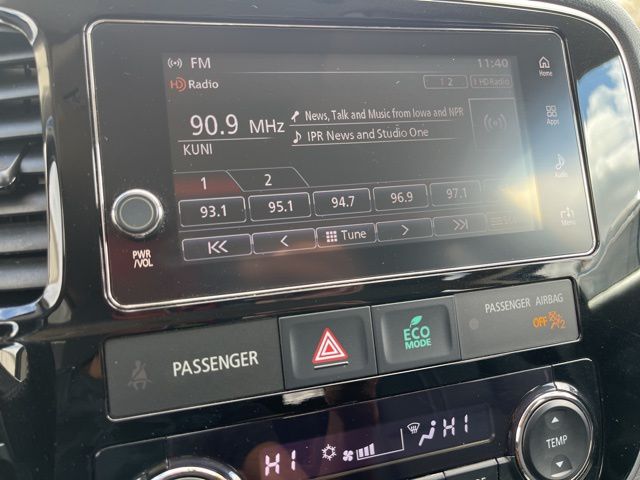 FM 11:40
HD Radio 1 2 HD Radio
Home
90.9 MHz News, Talk and Music from Iowa and NPR
KUNI IPR News and Studio One
Apps
1 2
Audio
93.1 95.1 94.7 96.9 97.1
Tune
Menu
PWR
/VOL
PASSENGER
ECO
MODE
PASSENGER AIRBAG
OFF 2
HI HI
TEMP